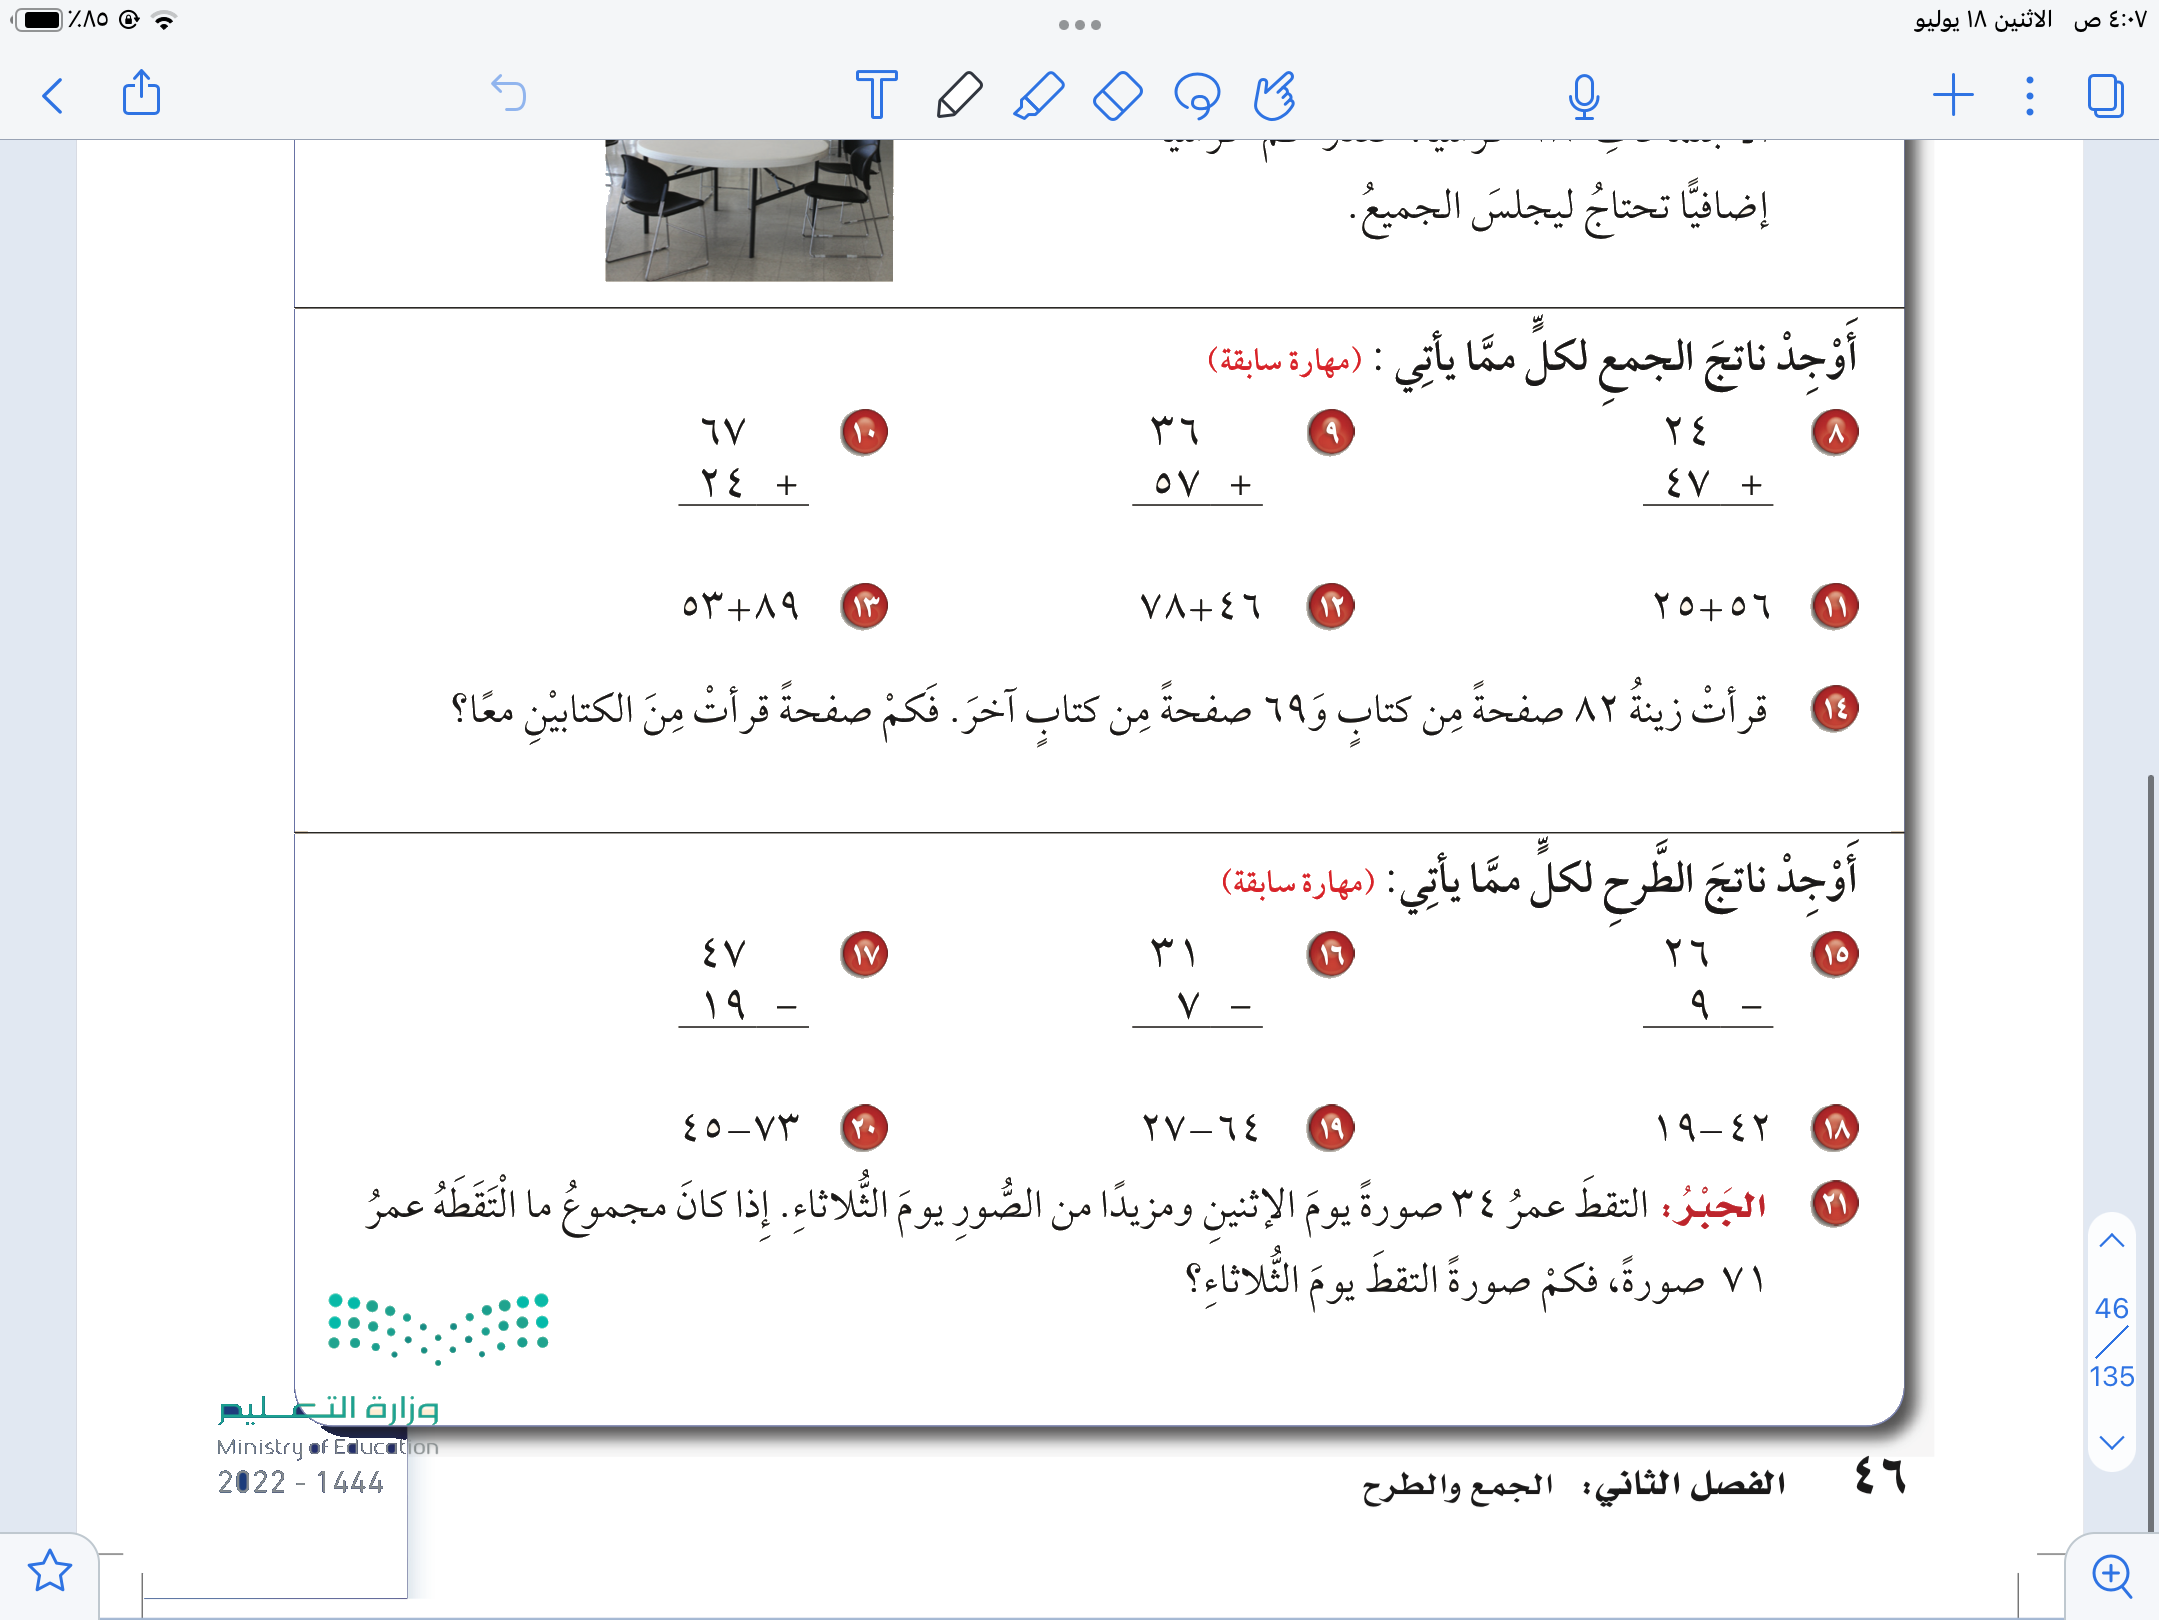 ٤:٠٧ ص الاثنين ١٨ يوليو
٪٨٥
إضافيًّا تحتاجُ ليجلسَ الجميعُ.
أَوْجِدْ ناتجَ الجمعِ لكلٍّ ممَّا يأتِي : (مهارة سابقة)
٨ ٢٤ ٩ ٣٦ ١٠ ٦٧
+ ٤٧ + ٥٧ + ٢٤
١١ ٥٦+٢٥ ١٢ ٤٦+٧٨ ١٣ ٨٩+٥٣
١٤ قرأتْ زينةُ ٨٢ صفحةً مِن كتابٍ وَ٦٩ صفحةً مِن كتابٍ آخرَ. فَكمْ صفحةً قرأتْ مِنَ الكتابيْنِ معًا؟
أَوْجِدْ ناتجَ الطَّرحِ لكلٍّ ممَّا يأتِي: (مهارة سابقة)
١٥ ٢٦ ١٦ ٣١ ١٧ ٤٧
– ٩ – ٧ – ١٩
١٨ ٤٢–١٩ ١٩ ٦٤–٢٧ ٢٠ ٧٣–٤٥
٢١ الجَبْرُ: التقطَ عمرُ ٣٤ صورةً يومَ الإثنينِ ومزيدًا من الصُّورِ يومَ الثُّلاثاءِ. إذا كانَ مجموعُ ما الْتَقَطَهُ عمرُ
٧١ صورةً، فكمْ صورةً التقطَ يومَ الثُّلاثاءِ؟
46
135
وزارة التعليم
Ministry of Education
2022 - 1444
٤٦ الفصل الثاني: الجمع والطرح